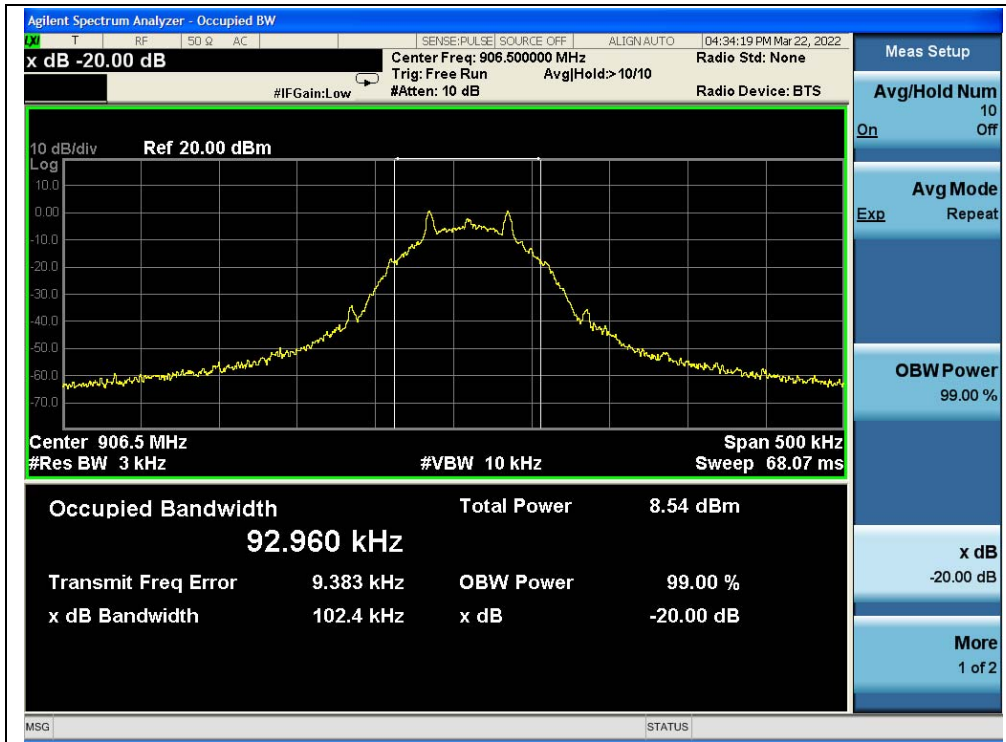 Agilent Spectrum Analyzer - Occupied BW
LXI T RF 50 Ω AC SENSE:PULSE SOURCE OFF ALIGN AUTO 04:34:19 PM Mar 22, 2022
x dB -20.00 dB
Center Freq: 906.500000 MHz
Radio Std: None
Trig: Free Run Avg|Hold:>10/10
#IFGain:Low #Atten: 10 dB Radio Device: BTS
10 dB/div Ref 20.00 dBm
Log
10.0
0.00
-10.0
-20.0
-30.0
-40.0
-50.0
-60.0
-70.0
Center 906.5 MHz Span 500 kHz
#Res BW 3 kHz #VBW 10 kHz Sweep 68.07 ms
Occupied Bandwidth Total Power 8.54 dBm
92.960 kHz
Transmit Freq Error 9.383 kHz OBW Power 99.00 %
x dB Bandwidth 102.4 kHz x dB -20.00 dB
Meas Setup
Avg/Hold Num
10
On Off
Avg Mode
Exp Repeat
OBW Power
99.00 %
x dB
-20.00 dB
More
1 of 2
MSG STATUS